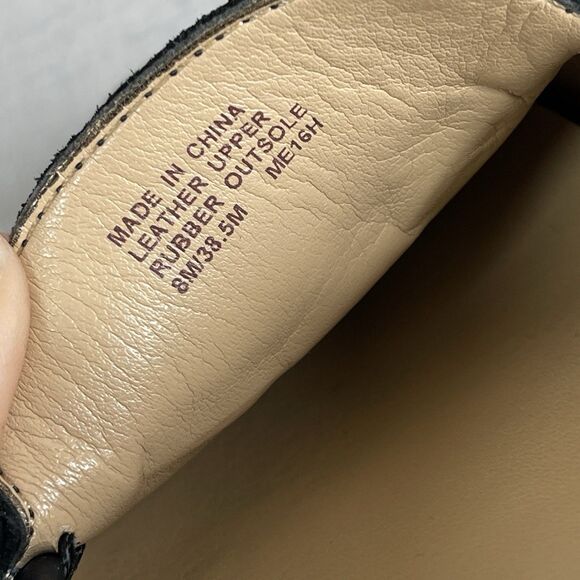 MADE IN CHINA
LEATHER UPPER
RUBBER OUTSOLE
8M/38.5M ME16H